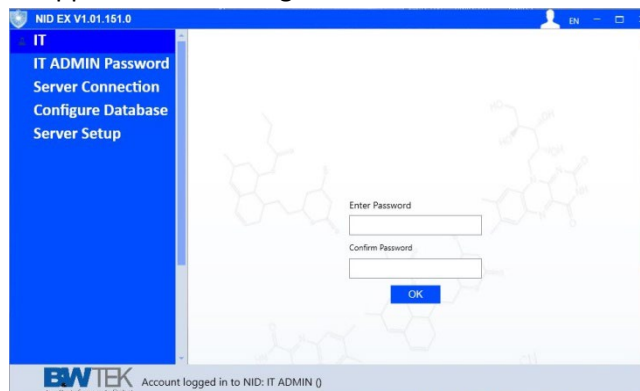 NID EX V1.01.151.0
EN
IT
IT ADMIN Password
Server Connection
Configure Database
Server Setup
Enter Password
Confirm Password
OK
BWTEK
Account logged in to NID: IT ADMIN ()